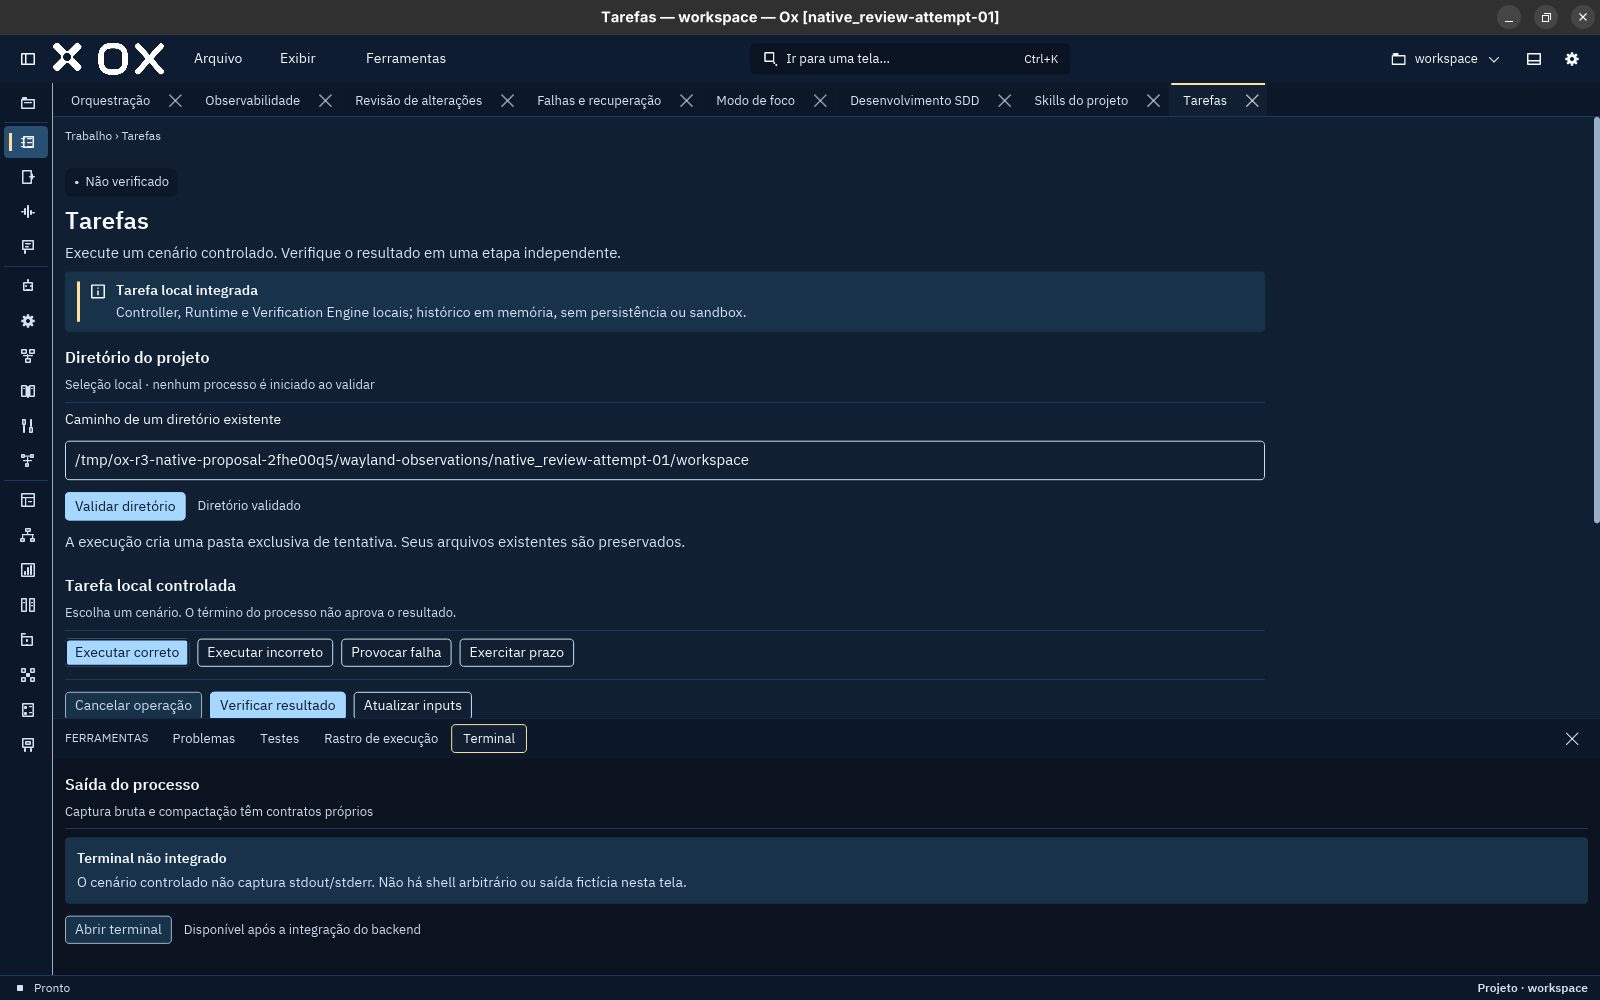 Tarefas — workspace — Ox [native_review-attempt-01]
OX
Arquivo
Exibir
Ferramentas
Ir para uma tela...
Ctrl+K
workspace
Orquestração
Observabilidade
Revisão de alterações
Falhas e recuperação
Modo de foco
Desenvolvimento SDD
Skills do projeto
Tarefas
Trabalho › Tarefas
• Não verificado
Tarefas
Execute um cenário controlado. Verifique o resultado em uma etapa independente.
Tarefa local integrada
Controller, Runtime e Verification Engine locais; histórico em memória, sem persistência ou sandbox.
Diretório do projeto
Seleção local · nenhum processo é iniciado ao validar
Caminho de um diretório existente
/tmp/ox-r3-native-proposal-2fhe00q5/wayland-observations/native_review-attempt-01/workspace
Validar diretório
Diretório validado
A execução cria uma pasta exclusiva de tentativa. Seus arquivos existentes são preservados.
Tarefa local controlada
Escolha um cenário. O término do processo não aprova o resultado.
Executar correto
Executar incorreto
Provocar falha
Exercitar prazo
Cancelar operação
Verificar resultado
Atualizar inputs
FERRAMENTAS
Problemas
Testes
Rastro de execução
Terminal
Saída do processo
Captura bruta e compactação têm contratos próprios
Terminal não integrado
O cenário controlado não captura stdout/stderr. Não há shell arbitrário ou saída fictícia nesta tela.
Abrir terminal
Disponível após a integração do backend
Pronto
Projeto · workspace